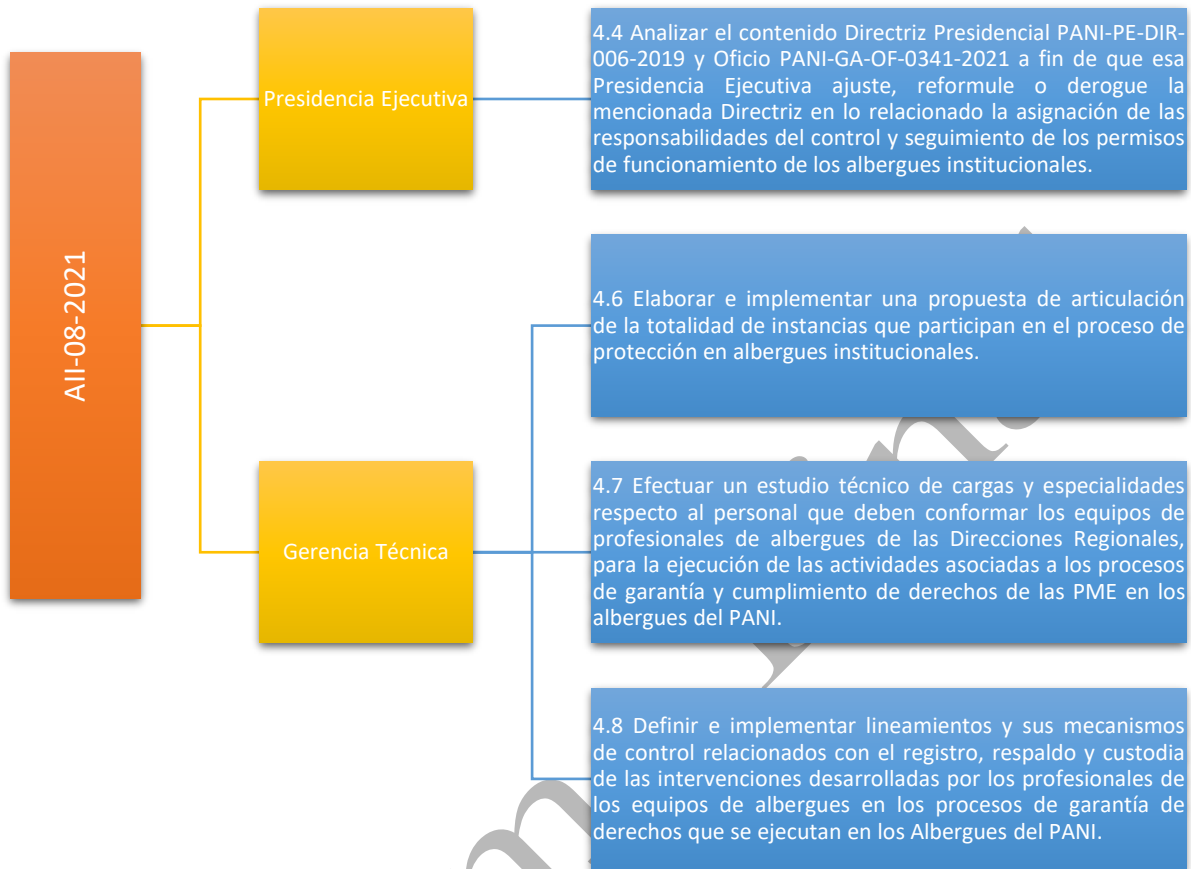 AII-08-2021
Presidencia Ejecutiva
4.4 Analizar el contenido Directriz Presidencial PANI-PE-DIR-
006-2019 y Oficio PANI-GA-OF-0341-2021 a fin de que esa
Presidencia Ejecutiva ajuste, reformule o derogue la
mencionada Directriz en lo relacionado la asignación de las
responsabilidades del control y seguimiento de los permisos
de funcionamiento de los albergues institucionales.
Gerencia Técnica
4.6 Elaborar e implementar una propuesta de articulación
de la totalidad de instancias que participan en el proceso de
protección en albergues institucionales.
4.7 Efectuar un estudio técnico de cargas y especialidades
respecto al personal que deben conformar los equipos de
profesionales de albergues de las Direcciones Regionales,
para la ejecución de las actividades asociadas a los procesos
de garantía y cumplimiento de derechos de las PME en los
albergues del PANI.
4.8 Definir e implementar lineamientos y sus mecanismos
de control relacionados con el registro, respaldo y custodia
de las intervenciones desarrolladas por los profesionales de
los equipos de albergues en los procesos de garantía de
derechos que se ejecutan en los Albergues del PANI.